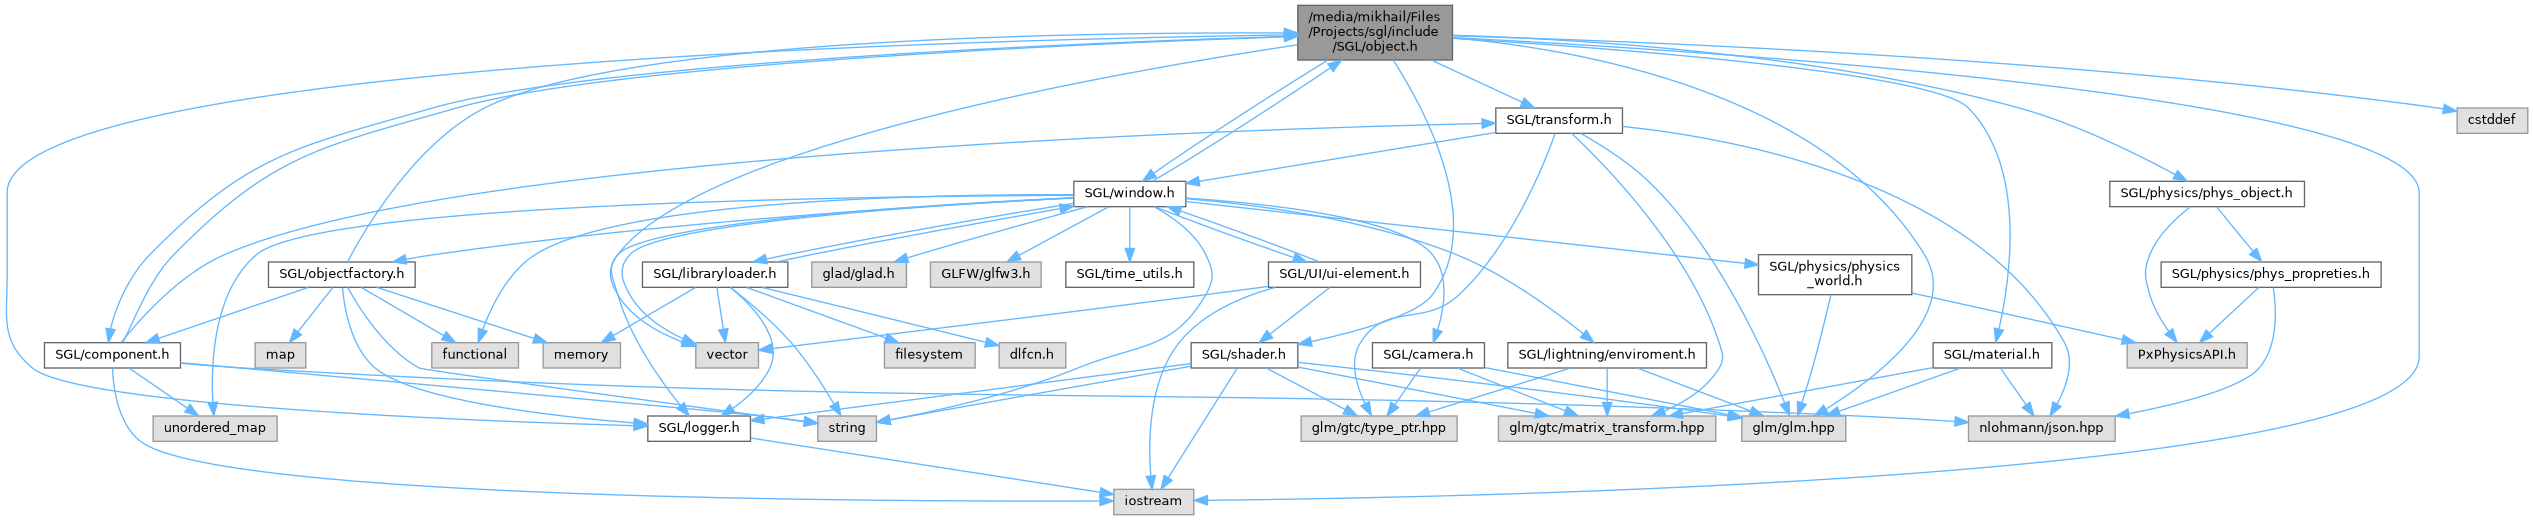 /media/mikhail/Files
/Projects/sgl/include
/SGL/object.h
SGL/transform.h
cstddef
SGL/window.h
SGL/physics/phys_object.h
SGL/objectfactory.h
SGL/libraryloader.h
glad/glad.h
GLFW/glfw3.h
SGL/time_utils.h
SGL/UI/ui-element.h
SGL/physics/physics
_world.h
SGL/physics/phys_propreties.h
SGL/component.h
map
functional
memory
vector
filesystem
dlfcn.h
SGL/shader.h
SGL/camera.h
SGL/lightning/enviroment.h
SGL/material.h
PxPhysicsAPI.h
unordered_map
SGL/logger.h
string
glm/gtc/type_ptr.hpp
glm/gtc/matrix_transform.hpp
glm/glm.hpp
nlohmann/json.hpp
iostream